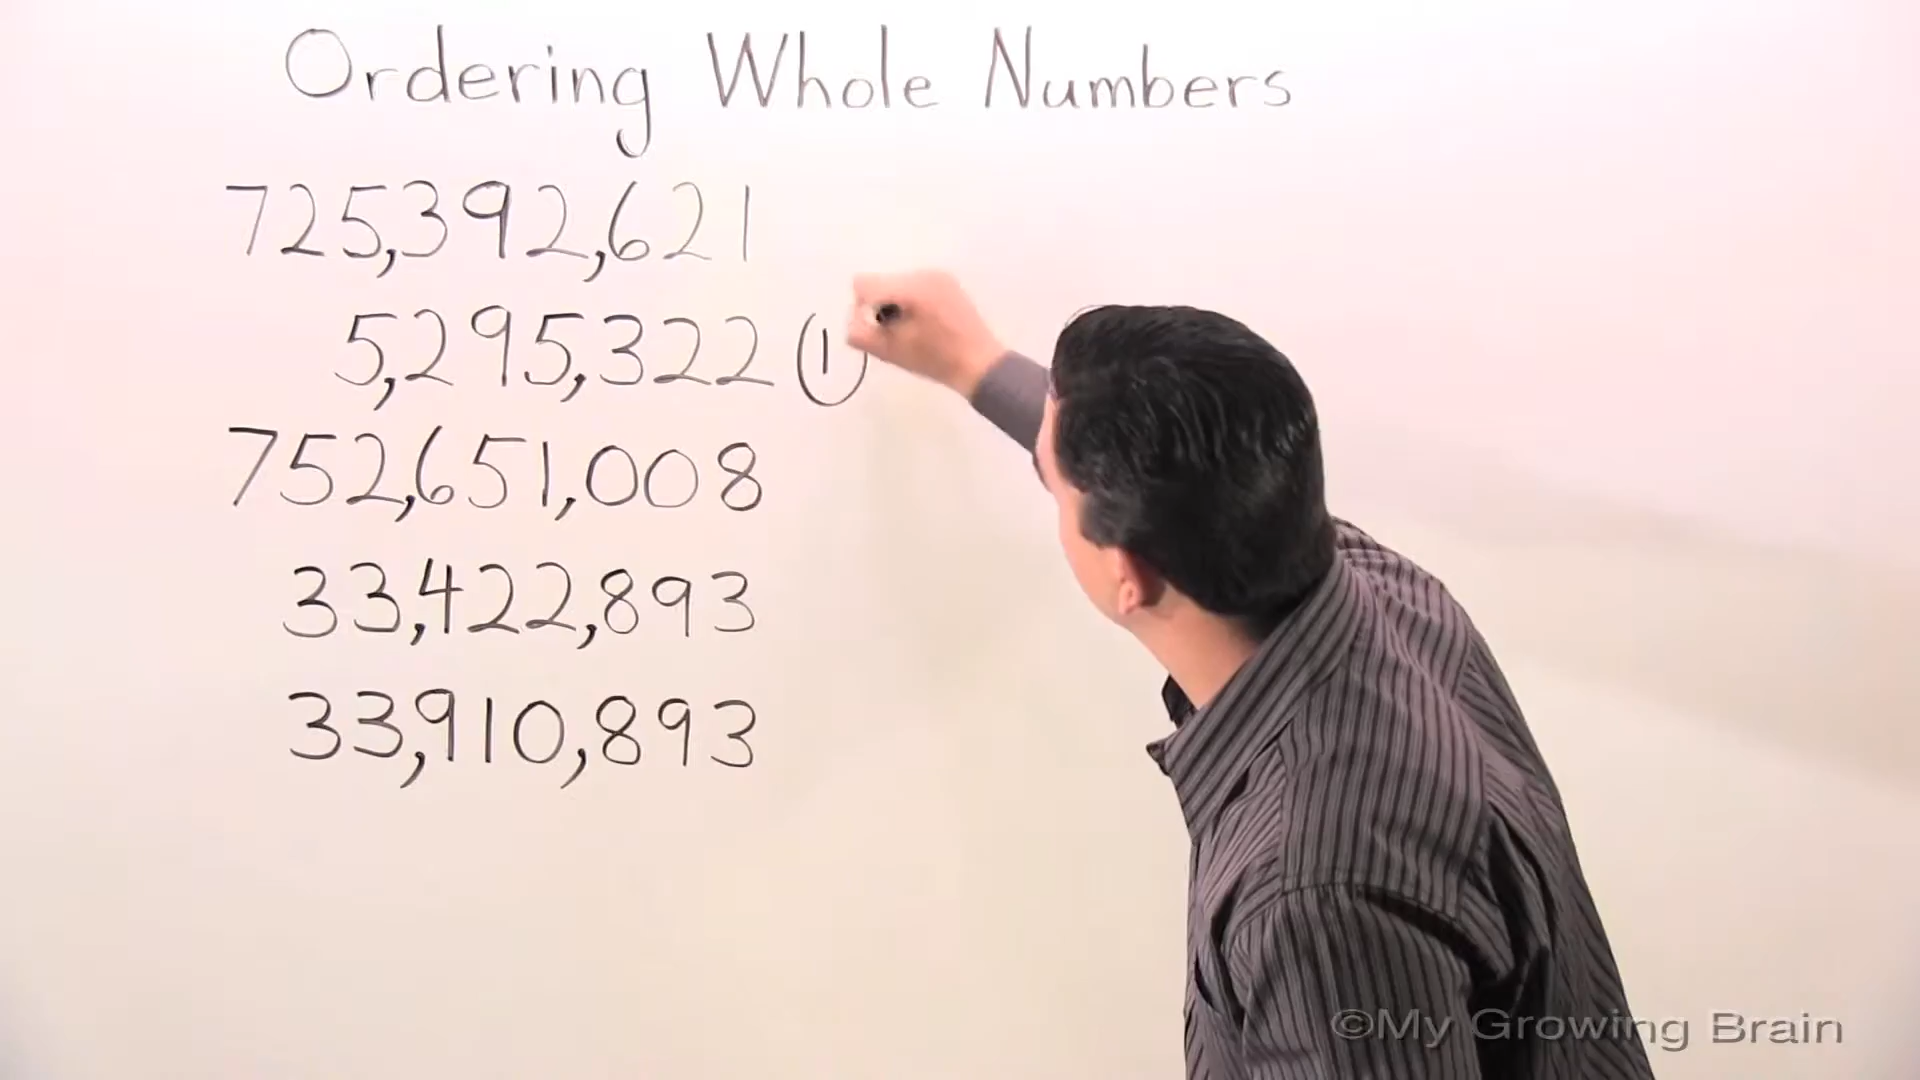 Ordering Whole Numbers
725,392,621
5,295,322 1
752,651,008
33,422,893
33,910,893
©My Growing Brain